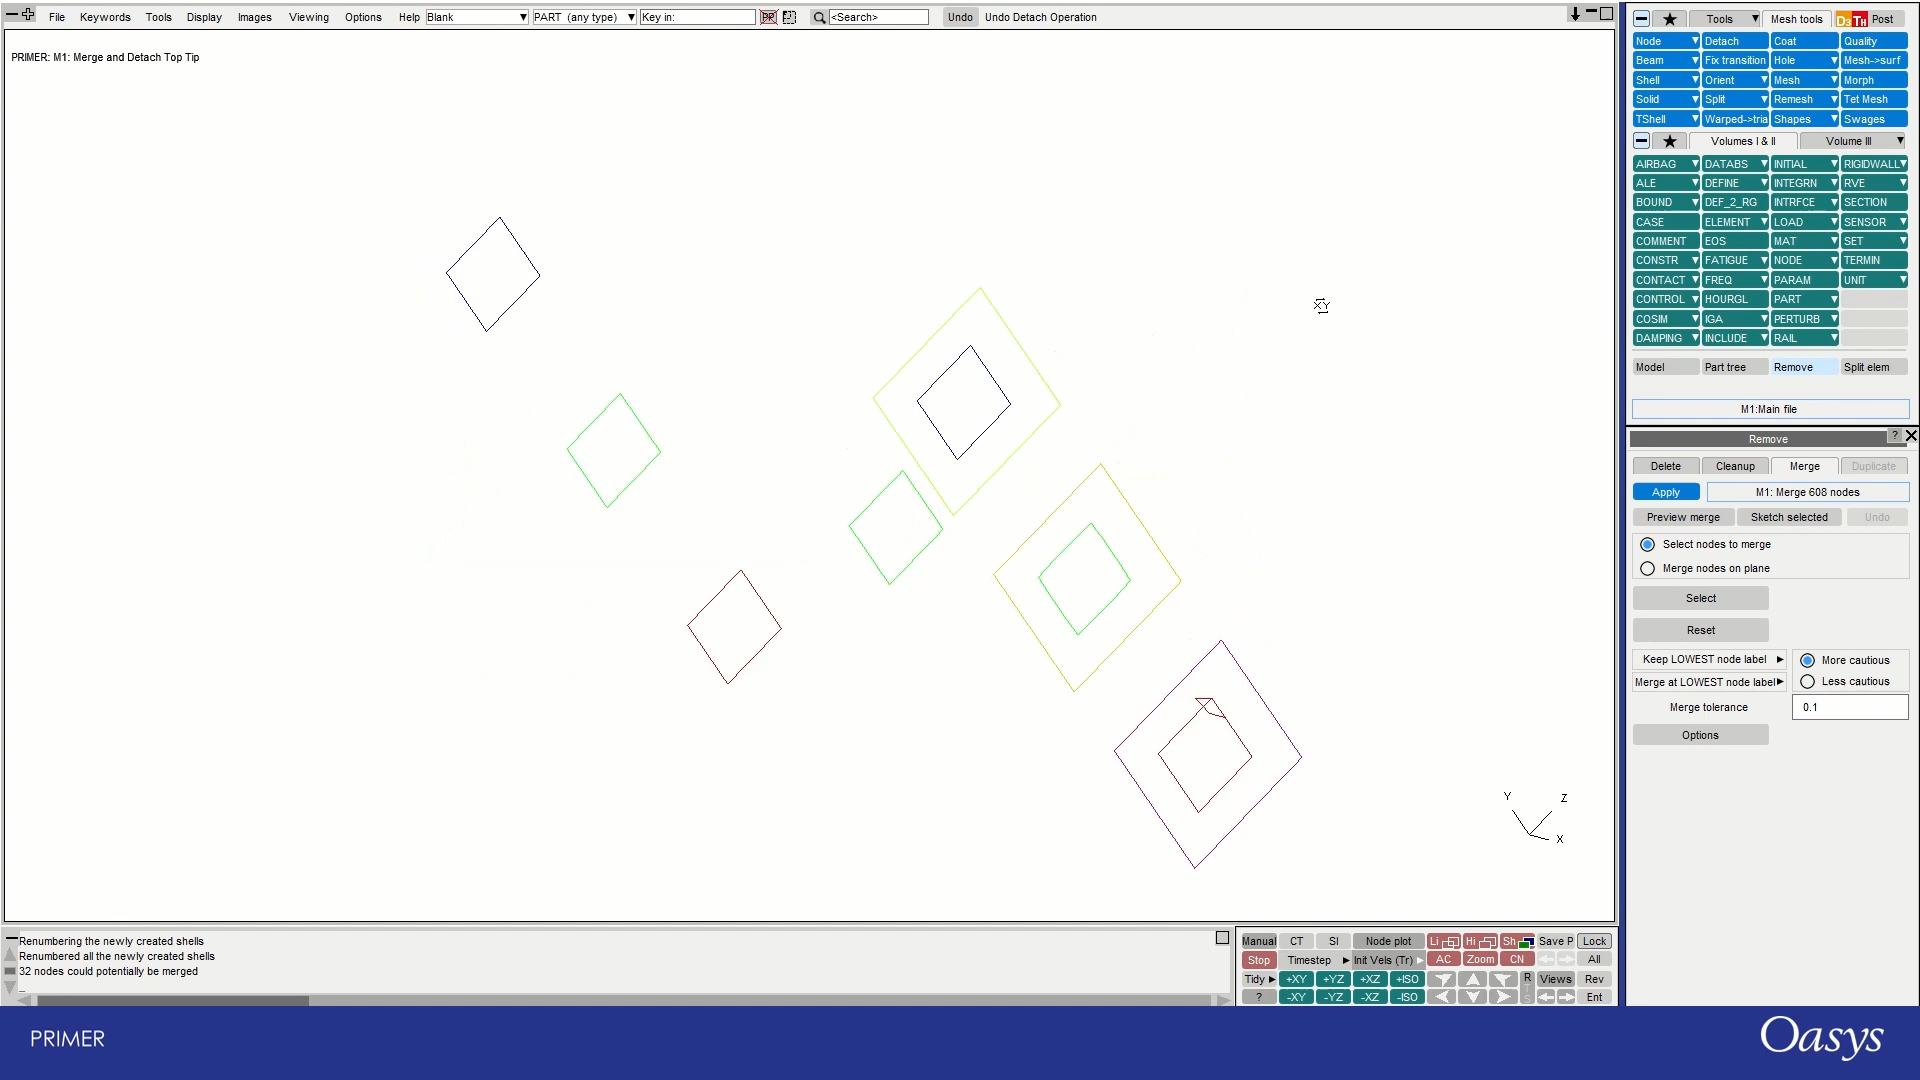 File Keywords Tools Display Images Viewing Options Help Blank PART (any type) Key in: <Search> Undo Undo Detach Operation
PRIMER: M1: Merge and Detach Top Tip
XY
Y Z
X
Tools Mesh tools D3 TH Post
Node Detach Coat Quality
Beam Fix transition Hole Mesh->surf
Shell Orient Mesh Morph
Solid Split Remesh Tet Mesh
TShell Warped->tria Shapes Swages
Volumes I & II Volume III
AIRBAG DATABS INITIAL RIGIDWALL
ALE DEFINE INTEGRN RVE
BOUND DEF_2_RG INTRFCE SECTION
CASE ELEMENT LOAD SENSOR
COMMENT EOS MAT SET
CONSTR FATIGUE NODE TERMIN
CONTACT FREQ PARAM UNIT
CONTROL HOURGL PART
COSIM IGA PERTURB
DAMPING INCLUDE RAIL
Model Part tree Remove Split elem
M1:Main file
Remove ?
Delete Cleanup Merge Duplicate
Apply M1: Merge 608 nodes
Preview merge Sketch selected Undo
Select nodes to merge
Merge nodes on plane
Select
Reset
Keep LOWEST node label More cautious
Merge at LOWEST node label Less cautious
Merge tolerance 0.1
Options
Renumbering the newly created shells
Renumbered all the newly created shells
32 nodes could potentially be merged
Manual CT SI Node plot Li Hi Sh Save P Lock
Stop Timestep Init Vels (Tr) AC Zoom CN All
Tidy +XY +YZ +XZ +ISO R Views Rev
? -XY -YZ -XZ -ISO Ent
PRIMER
Oasys